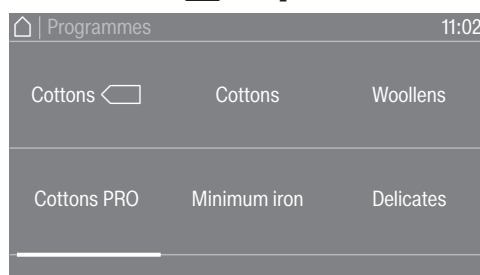 | Programmes 11:02
Cottons Cottons Woollens
Cottons PRO Minimum iron Delicates